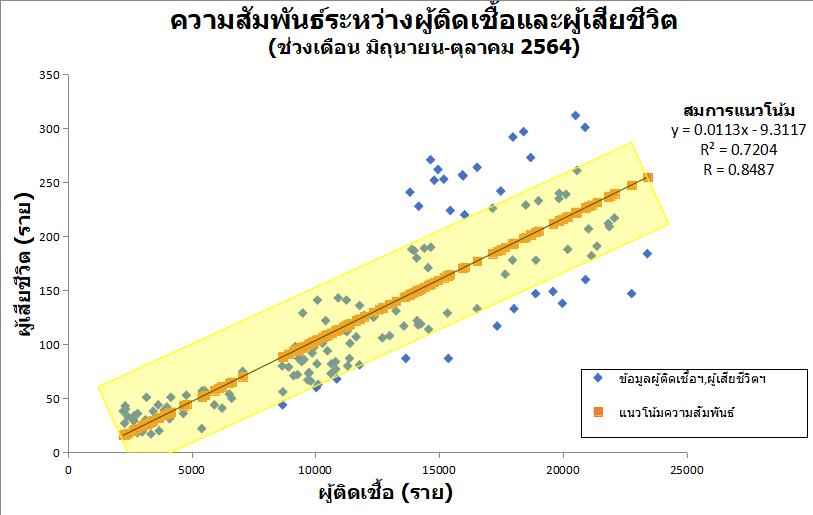 ความสัมพันธ์ระหว่างผู้ติดเชื้อและผู้เสียชีวิต
(ช่วงเดือน มิถุนายน-ตุลาคม 2564)
สมการแนวโน้ม
y = 0.0113x - 9.3117
R² = 0.7204
R = 0.8487
ผู้เสียชีวิต (ราย)
350
300
250
200
150
100
50
0
0
5000
10000
15000
20000
25000
ผู้ติดเชื้อ (ราย)
ข้อมูลผู้ติดเชื้อฯ,ผู้เสียชีวิตฯ
แนวโน้มความสัมพันธ์